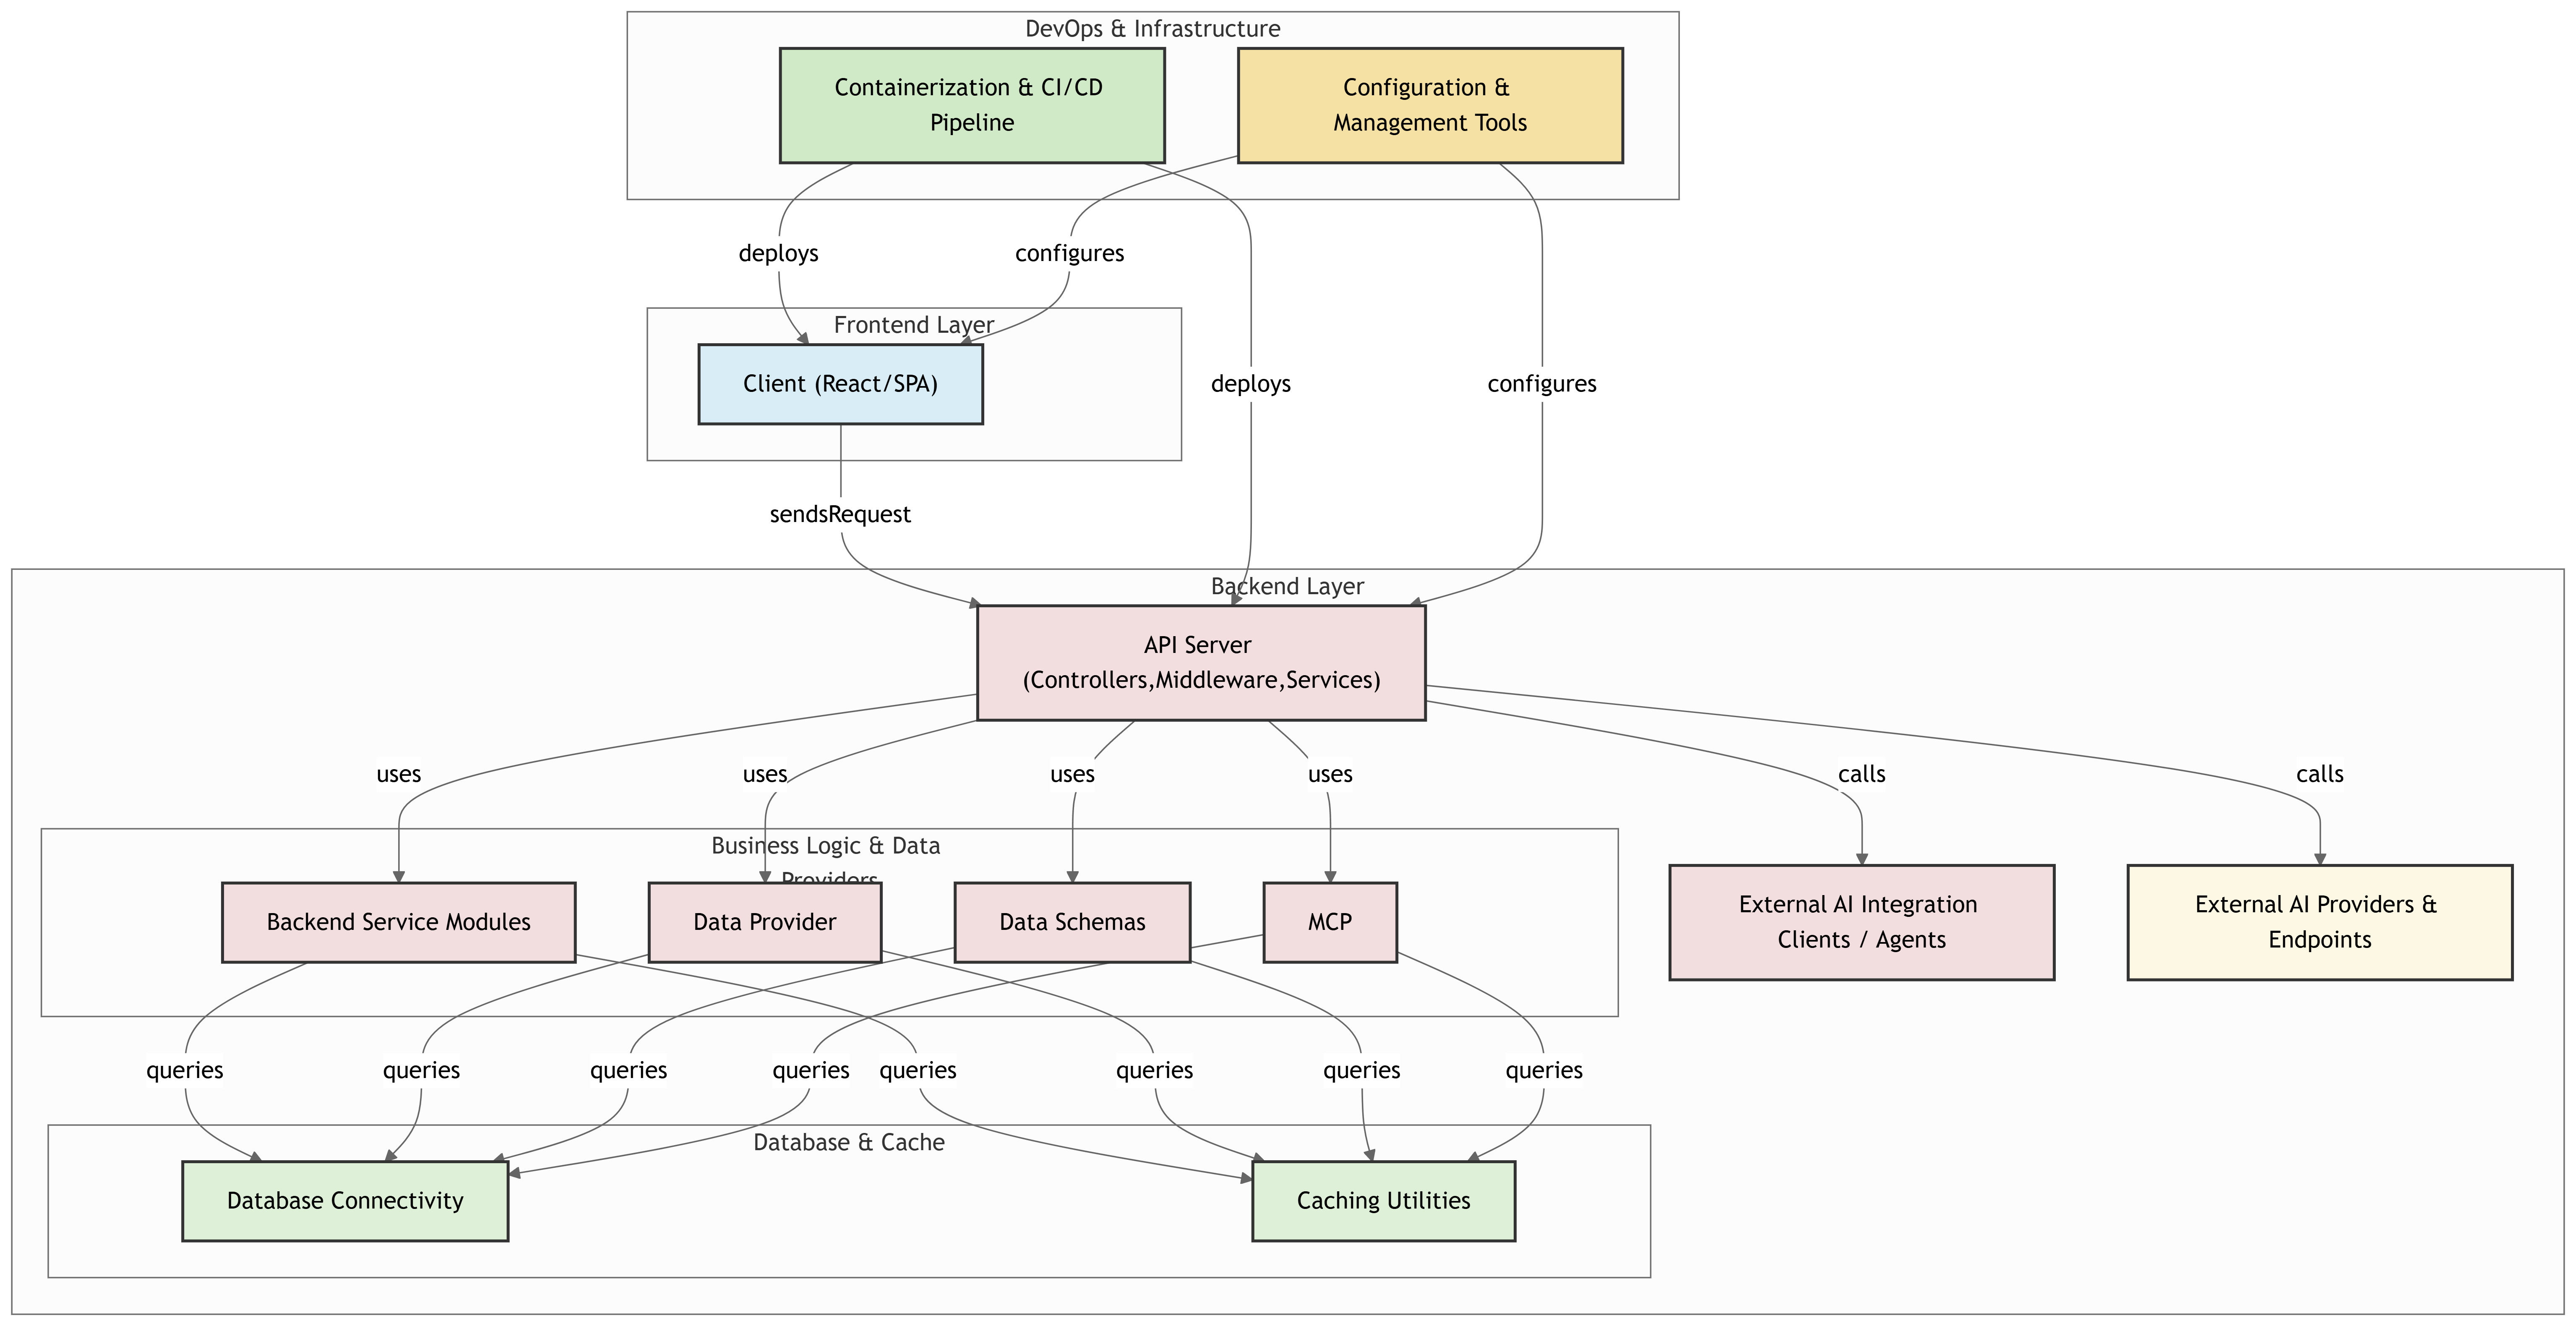 DevOps & Infrastructure
Containerization & CI/CD
Pipeline
Configuration &
Management Tools
deploys
configures
Frontend Layer
Client (React/SPA)
deploys
configures
sendsRequest
Backend Layer
API Server
(Controllers,Middleware,Services)
uses
uses
uses
uses
calls
calls
Business Logic & Data
Providers
Backend Service Modules
Data Provider
Data Schemas
MCP
External AI Integration
Clients / Agents
External AI Providers &
Endpoints
queries
queries
queries
queries
queries
queries
queries
queries
Database & Cache
Database Connectivity
Caching Utilities